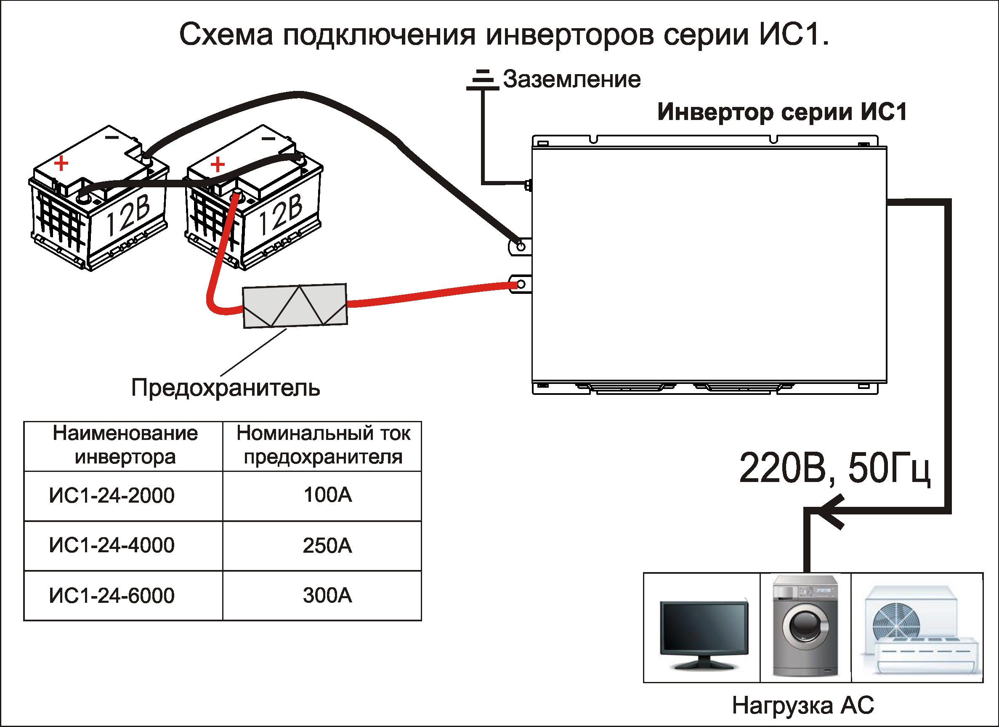 Схема подключения инверторов серии ИС1.
Заземление
Инвертор серии ИС1
− −
+ +
12В 12В
Предохранитель
Наименование инвертора
Номинальный ток предохранителя
ИС1-24-2000 100А
ИС1-24-4000 250А
ИС1-24-6000 300А
220В, 50Гц
Нагрузка АС